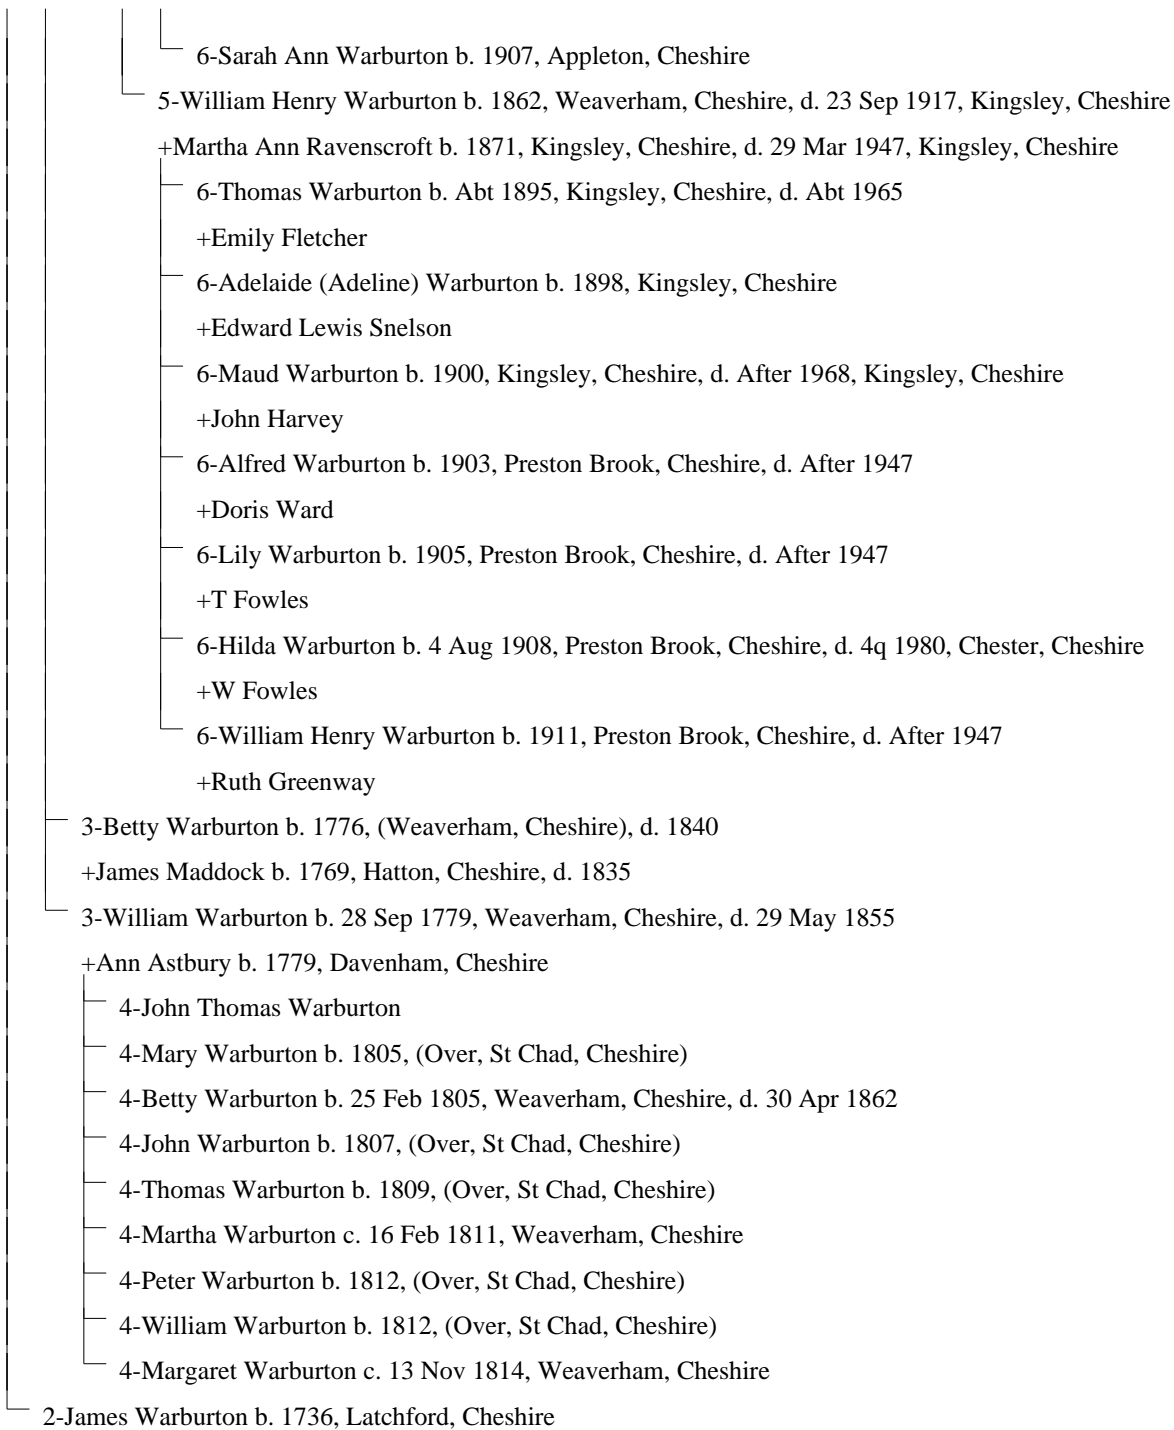 6-Sarah Ann Warburton b. 1907, Appleton, Cheshire
5-William Henry Warburton b. 1862, Weaverham, Cheshire, d. 23 Sep 1917, Kingsley, Cheshire
+Martha Ann Ravenscroft b. 1871, Kingsley, Cheshire, d. 29 Mar 1947, Kingsley, Cheshire
6-Thomas Warburton b. Abt 1895, Kingsley, Cheshire, d. Abt 1965
+Emily Fletcher
6-Adelaide (Adeline) Warburton b. 1898, Kingsley, Cheshire
+Edward Lewis Snelson
6-Maud Warburton b. 1900, Kingsley, Cheshire, d. After 1968, Kingsley, Cheshire
+John Harvey
6-Alfred Warburton b. 1903, Preston Brook, Cheshire, d. After 1947
+Doris Ward
6-Lily Warburton b. 1905, Preston Brook, Cheshire, d. After 1947
+T Fowles
6-Hilda Warburton b. 4 Aug 1908, Preston Brook, Cheshire, d. 4q 1980, Chester, Cheshire
+W Fowles
6-William Henry Warburton b. 1911, Preston Brook, Cheshire, d. After 1947
+Ruth Greenway
3-Betty Warburton b. 1776, (Weaverham, Cheshire), d. 1840
+James Maddock b. 1769, Hatton, Cheshire, d. 1835
3-William Warburton b. 28 Sep 1779, Weaverham, Cheshire, d. 29 May 1855
+Ann Astbury b. 1779, Davenham, Cheshire
4-John Thomas Warburton
4-Mary Warburton b. 1805, (Over, St Chad, Cheshire)
4-Betty Warburton b. 25 Feb 1805, Weaverham, Cheshire, d. 30 Apr 1862
4-John Warburton b. 1807, (Over, St Chad, Cheshire)
4-Thomas Warburton b. 1809, (Over, St Chad, Cheshire)
4-Martha Warburton c. 16 Feb 1811, Weaverham, Cheshire
4-Peter Warburton b. 1812, (Over, St Chad, Cheshire)
4-William Warburton b. 1812, (Over, St Chad, Cheshire)
4-Margaret Warburton c. 13 Nov 1814, Weaverham, Cheshire
2-James Warburton b. 1736, Latchford, Cheshire